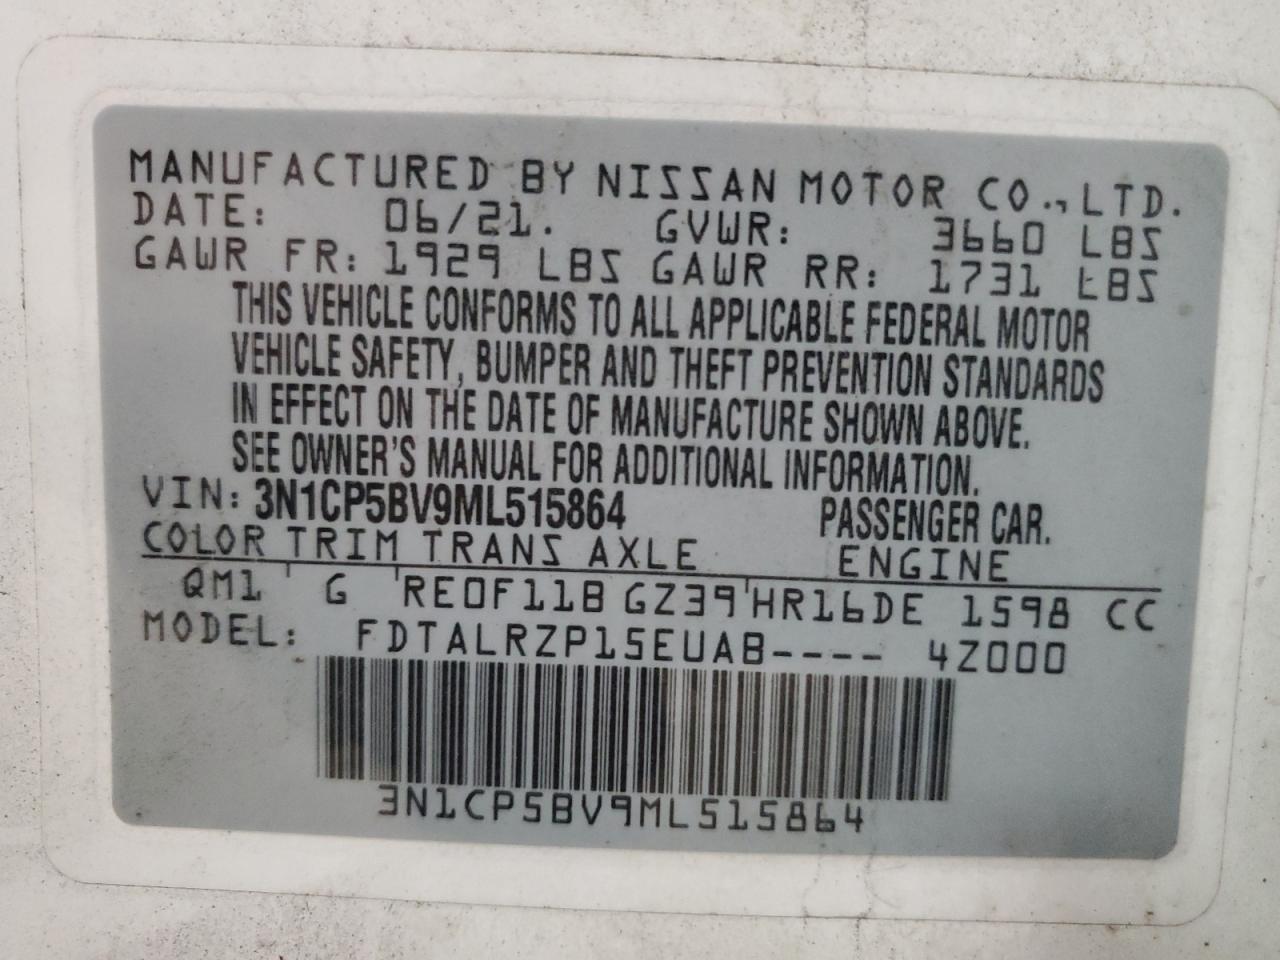 MANUFACTURED BY NISSAN MOTOR CO., LTD.
DATE: 06/21. GVWR: 3660 LBS
GAWR FR: 1929 LBS GAWR RR: 1731 LBS
THIS VEHICLE CONFORMS TO ALL APPLICABLE FEDERAL MOTOR
VEHICLE SAFETY, BUMPER AND THEFT PREVENTION STANDARDS
IN EFFECT ON THE DATE OF MANUFACTURE SHOWN ABOVE.
SEE OWNER'S MANUAL FOR ADDITIONAL INFORMATION.
VIN: 3N1CP5BV9ML515864 PASSENGER CAR.
COLOR TRIM TRANS AXLE ENGINE
QM1 G RE0F11B GZ39 HR16DE 1598 CC
MODEL: FDTALRZP15EUAB---- 4Z000
3N1CP5BV9ML515864